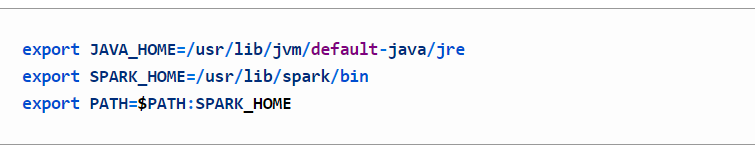 export JAVA_HOME=/usr/lib/jvm/default-java/jre
export SPARK_HOME=/usr/lib/spark/bin
export PATH=$PATH:SPARK_HOME